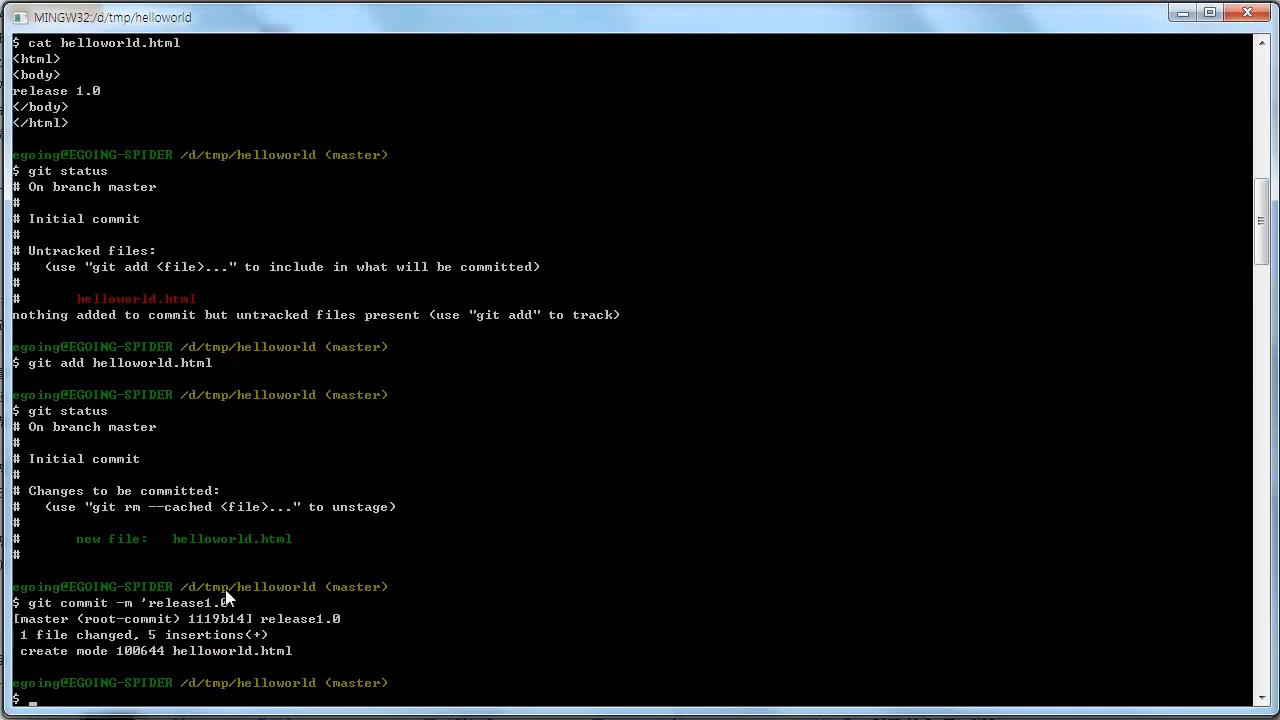 MINGW32:/d/tmp/helloworld
$ cat helloworld.html
<html>
<body>
release 1.0
</body>
</html>
egoing@EGOING-SPIDER /d/tmp/helloworld (master)
$ git status
# On branch master
#
# Initial commit
#
# Untracked files:
#   (use "git add <file>..." to include in what will be committed)
#
#       helloworld.html
nothing added to commit but untracked files present (use "git add" to track)
egoing@EGOING-SPIDER /d/tmp/helloworld (master)
$ git add helloworld.html
egoing@EGOING-SPIDER /d/tmp/helloworld (master)
$ git status
# On branch master
#
# Initial commit
#
# Changes to be committed:
#   (use "git rm --cached <file>..." to unstage)
#
#       new file:   helloworld.html
#
egoing@EGOING-SPIDER /d/tmp/helloworld (master)
$ git commit -m 'release1.0'
[master (root-commit) 1119b14] release1.0
 1 file changed, 5 insertions(+)
 create mode 100644 helloworld.html
egoing@EGOING-SPIDER /d/tmp/helloworld (master)
$